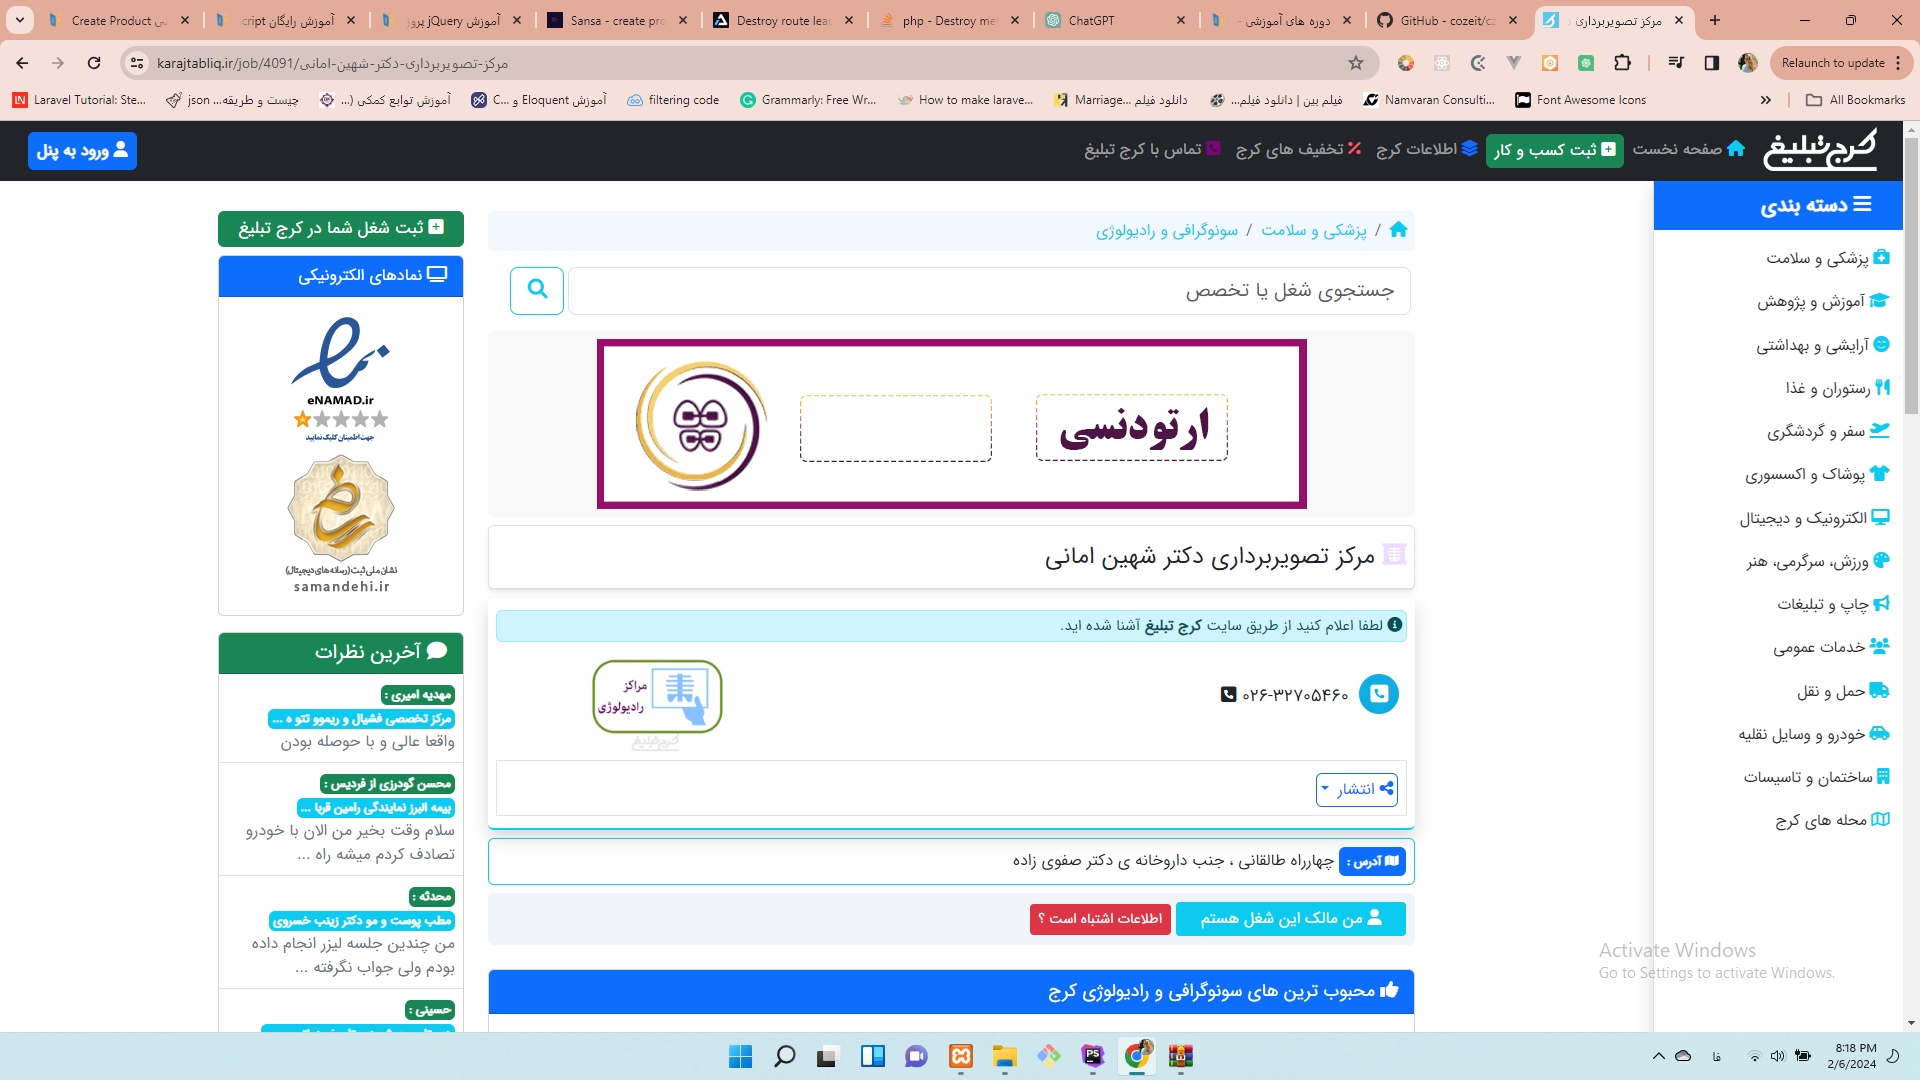 Create Product سی
آموزش رایگان cript
آموزش jQuery پروژ
Sansa - create pro
Destroy route lea
php - Destroy me
ChatGPT
دوره های آموزشی -
GitHub - cozeit/cz
مرکز تصویربرداری د
karajtabliq.ir/job/4091/مرکز-تصویربرداری-دکتر-شهین-امانی
Relaunch to update
Laravel Tutorial: Ste...
چیست و طریقه... json
آموزش توابع کمکی (...
آموزش Eloquent و ...C
filtering code
Grammarly: Free Wr...
How to make larave...
دانلود فیلم ...Marriage
فیلم بین | دانلود فیلم...
Namvaran Consulti...
Font Awesome Icons
All Bookmarks
کرج تبلیغ
صفحه نخست
ثبت کسب و کار
اطلاعات کرج
تخفیف های کرج
تماس با کرج تبلیغ
ورود به پنل
دسته بندی
پزشکی و سلامت
آموزش و پژوهش
آرایشی و بهداشتی
رستوران و غذا
سفر و گردشگری
پوشاک و اکسسوری
الکترونیک و دیجیتال
ورزش، سرگرمی، هنر
چاپ و تبلیغات
خدمات عمومی
حمل و نقل
خودرو و وسایل نقلیه
ساختمان و تاسیسات
محله های کرج
/ پزشکی و سلامت / سونوگرافی و رادیولوژی
جستجوی شغل یا تخصص
ارتودنسی
مرکز تصویربرداری دکتر شهین امانی
لطفا اعلام کنید از طریق سایت کرج تبلیغ آشنا شده اید.
۰۲۶-۳۲۷۰۵۴۶۰
مراکز
رادیولوژی
کرج تبلیغ
انتشار
آدرس : چهارراه طالقانی ، جنب داروخانه ی دکتر صفوی زاده
من مالک این شغل هستم
اطلاعات اشتباه است ؟
محبوب ترین های سونوگرافی و رادیولوژی کرج
ثبت شغل شما در کرج تبلیغ
نمادهای الکترونیکی
eNAMAD.ir
جهت اطمینان کلیک نمایید
نشان ملی ثبت(رسانه های دیجیتال)
samandehi.ir
آخرین نظرات
مهدیه امیری :
مرکز تخصصی فشیال و ریموو تتو ه ...
واقعا عالی و با حوصله بودن
محسن گودرزی از فردیس :
بیمه البرز نمایندگی رامین قربا ...
سلام وقت بخیر من الان با خودرو
تصادف کردم میشه راه ...
محدثه :
مطب پوست و مو دکتر زینب خسروی
من چندین جلسه لیزر انجام داده
بودم ولی جواب نگرفته ...
حسینی :
Activate Windows
Go to Settings to activate Windows.
فا
8:18 PM
2/6/2024